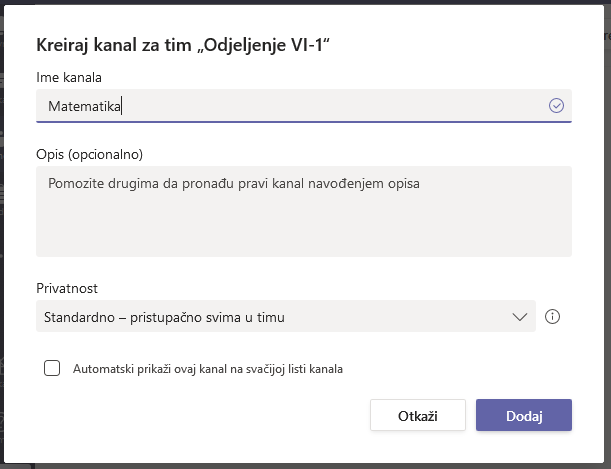 Kreiraj kanal za tim „Odjeljenje VI-1“
Ime kanala
Matematika
Opis (opcionalno)
Pomozite drugima da pronađu pravi kanal navođenjem opisa
Privatnost
Standardno – pristupačno svima u timu
Automatski prikaži ovaj kanal na svačijoj listi kanala
Otkaži
Dodaj